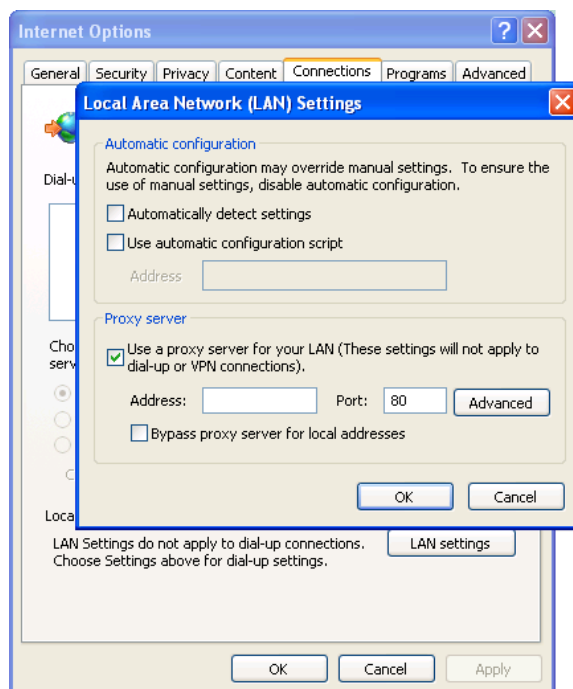 Internet Options
General Security Privacy Content Connections Programs Advanced
Local Area Network (LAN) Settings
Automatic configuration
Automatic configuration may override manual settings. To ensure the
use of manual settings, disable automatic configuration.
Automatically detect settings
Use automatic configuration script
Address
Proxy server
Use a proxy server for your LAN (These settings will not apply to
dial-up or VPN connections).
Address: Port: 80 Advanced
Bypass proxy server for local addresses
OK Cancel
Dial-u
Cho
serv
C
Loca
LAN Settings do not apply to dial-up connections. LAN settings
Choose Settings above for dial-up settings.
OK Cancel Apply